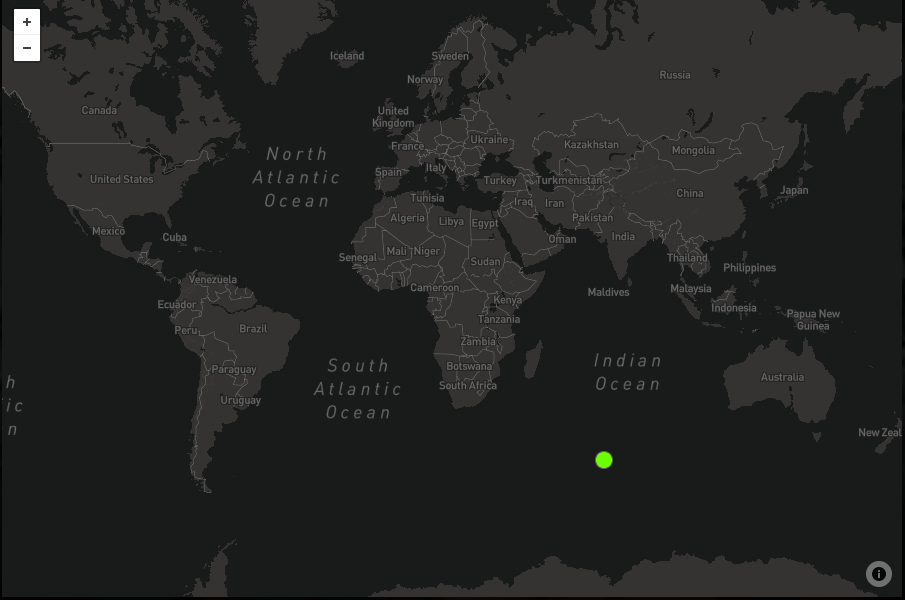 +
−
Iceland
Sweden
Norway
Russia
Canada
United
Kingdom
Ukraine
France
Kazakhstan
Mongolia
North
Atlantic
Ocean
Italy
Spain
United States
Turkey
Turkmenistan
China
Japan
Tunisia
Iraq
Iran
Algeria
Libya
Egypt
Pakistan
Mexico
Cuba
India
Oman
Mali
Niger
Senegal
Sudan
Thailand
Philippines
Venezuela
Cameroon
Maldives
Malaysia
Ecuador
Kenya
Indonesia
Tanzania
Papua New
Guinea
Peru
Brazil
Zambia
South
Atlantic
Ocean
Indian
Ocean
Paraguay
Botswana
Australia
South Africa
h
ic
n
Uruguay
New Zeal
i